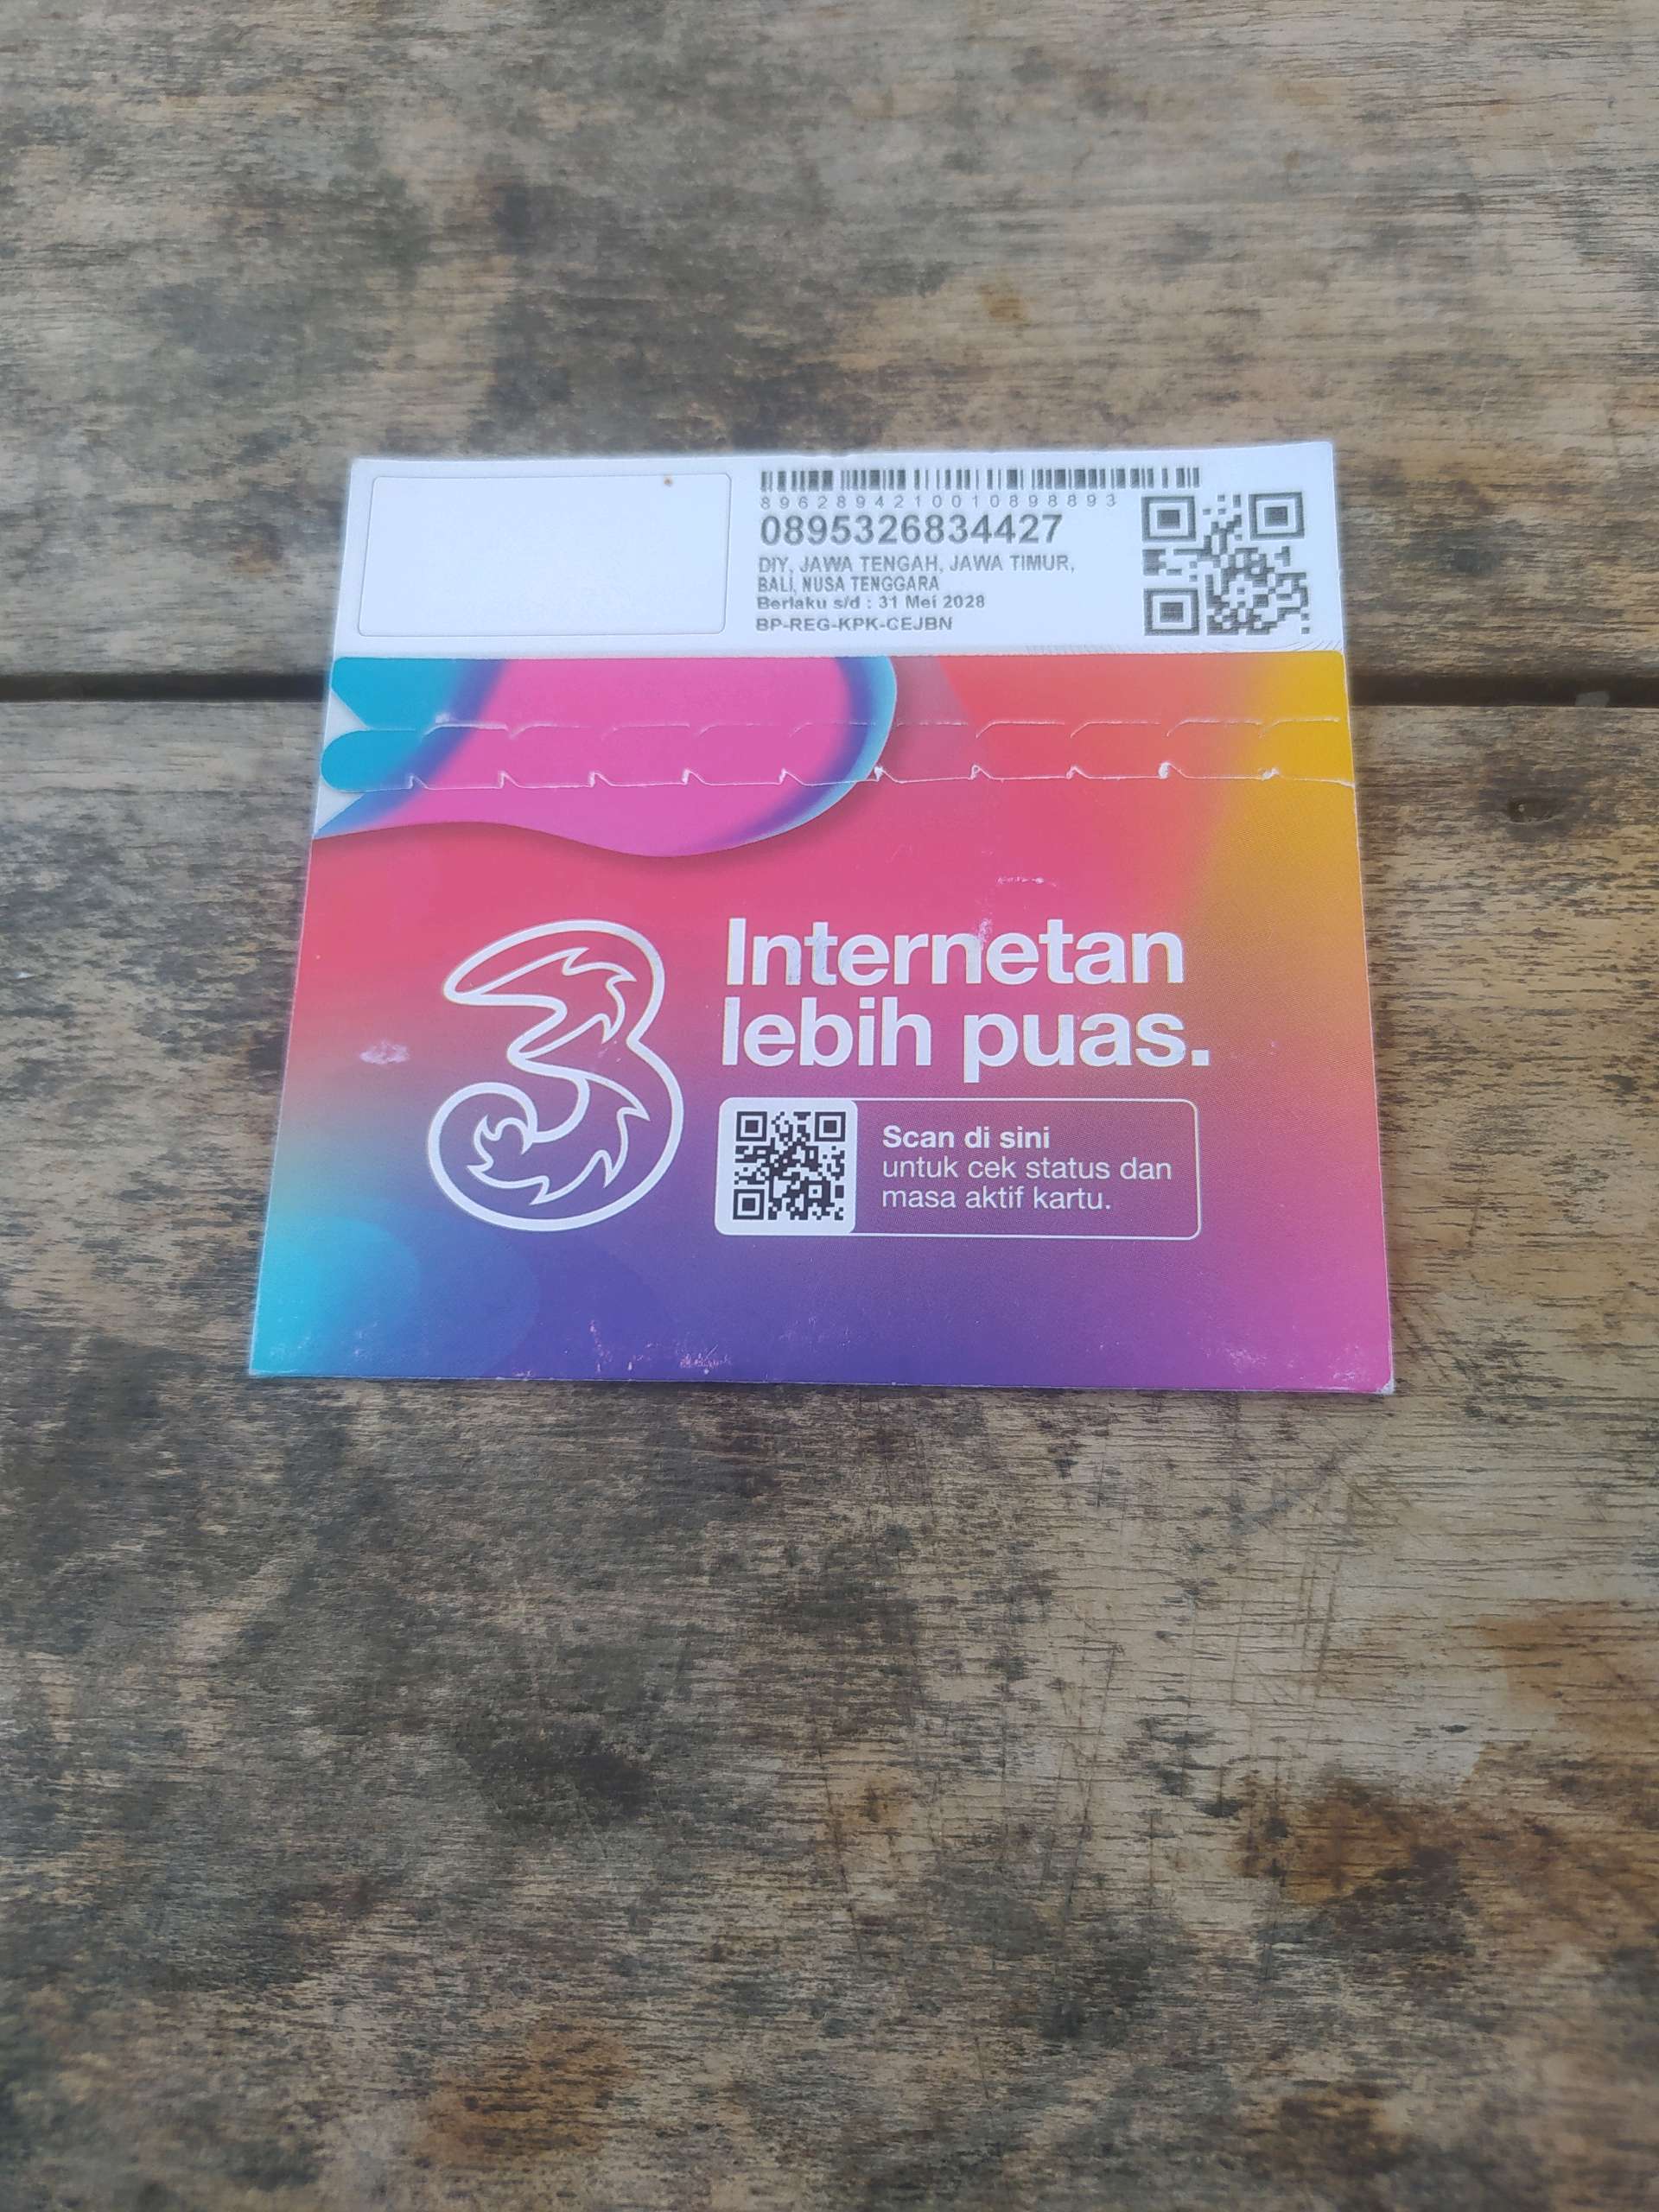 8962894210010898893
0895326834427
DIY, JAWA TENGAH, JAWA TIMUR,
BALI, NUSA TENGGARA
Berlaku s/d : 31 Mei 2028
BP-REG-KPK-CEJBN
3
Internetan
lebih puas.
Scan di sini
untuk cek status dan
masa aktif kartu.